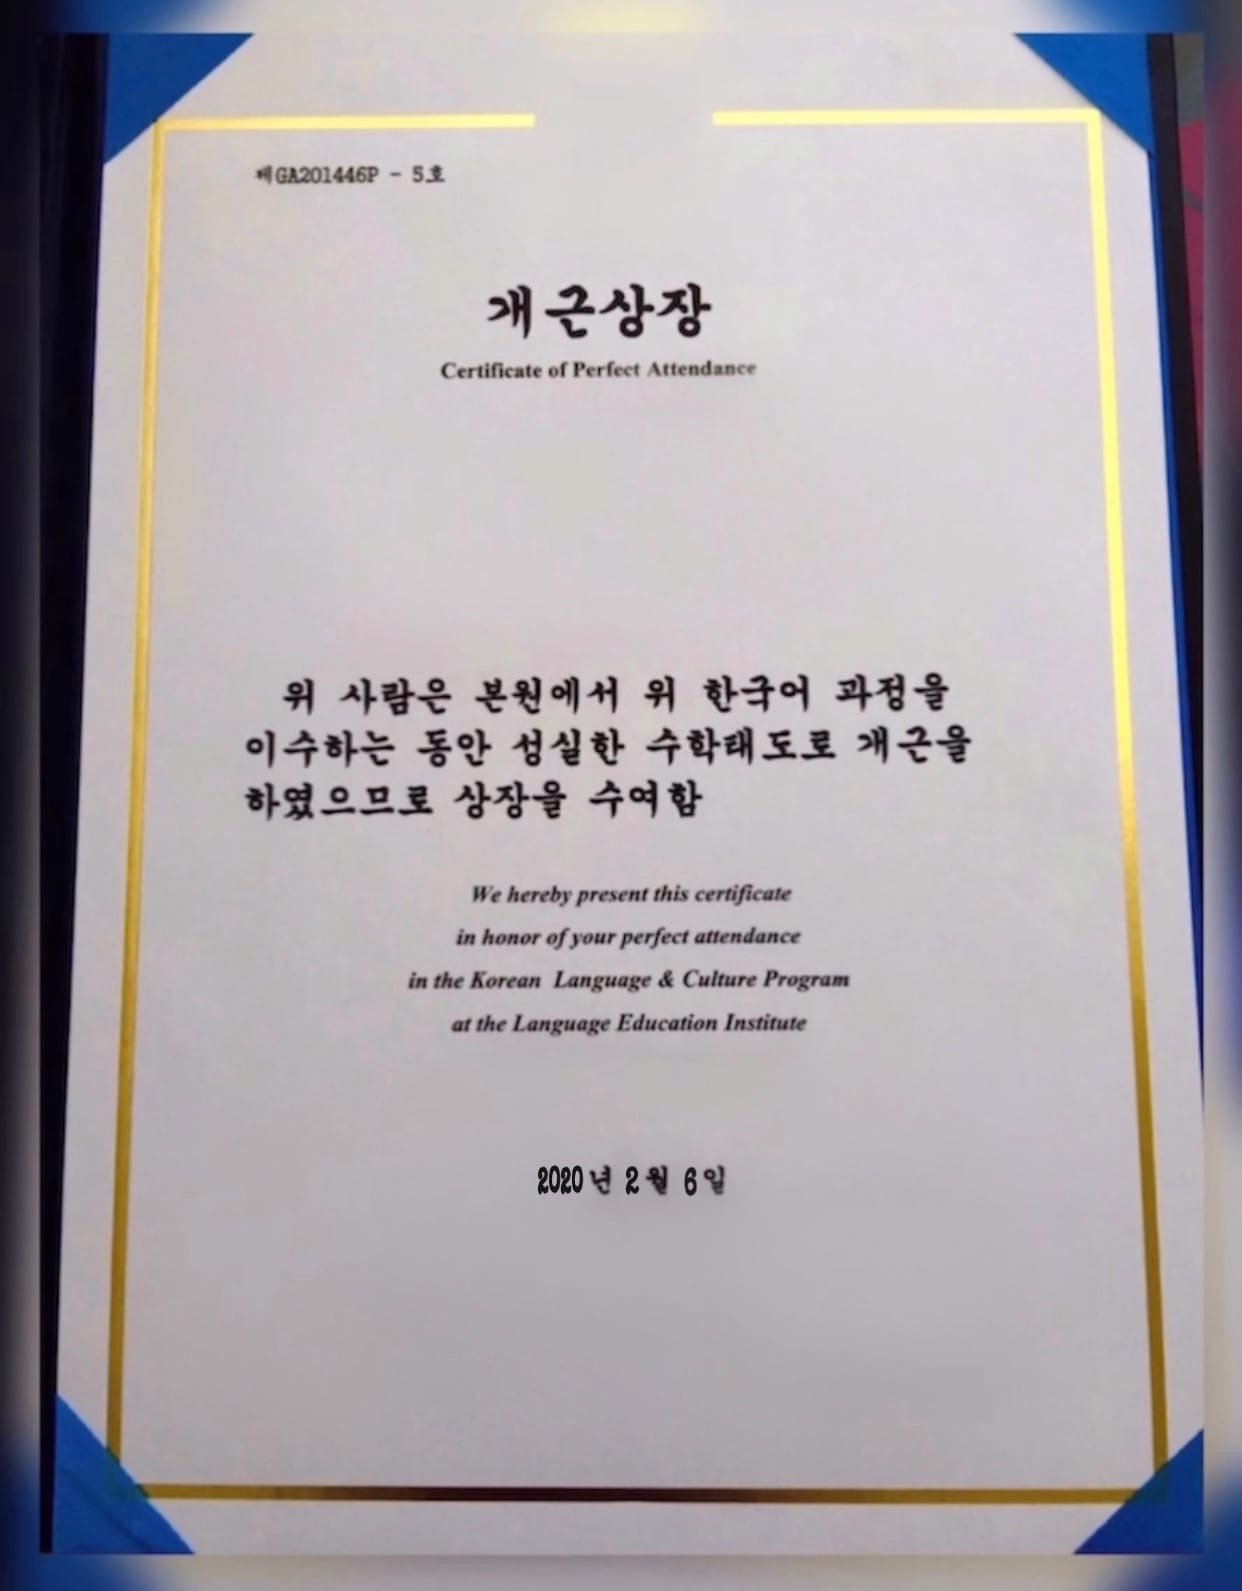 제GA201446P - 5호
개근상장
Certificate of Perfect Attendance
위 사람은 본원에서 위 한국어 과정을
이수하는 동안 성실한 수학태도로 개근을
하였으므로 상장을 수여함
We hereby present this certificate
in honor of your perfect attendance
in the Korean Language & Culture Program
at the Language Education Institute
2020년 2월 6일